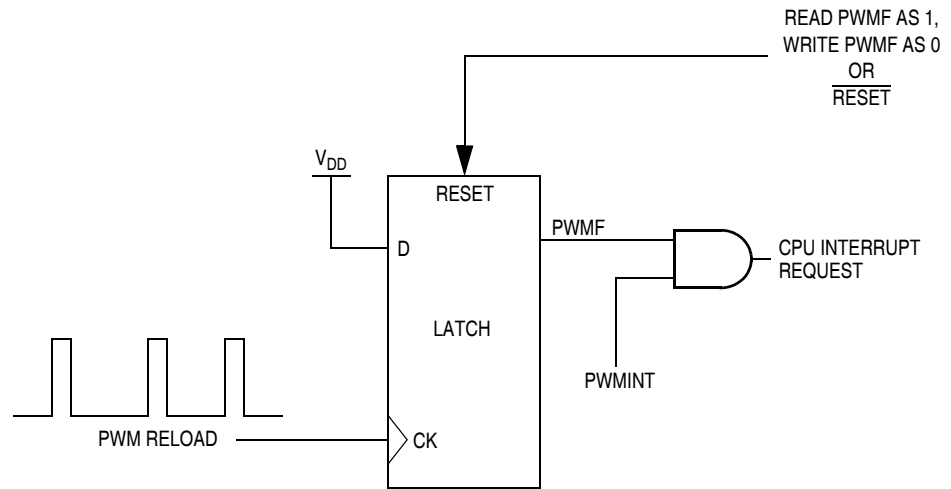 READ PWMF AS 1,
WRITE PWMF AS 0
OR
RESET
VDD
RESET
D
PWMF
CPU INTERRUPT
REQUEST
LATCH
PWMINT
PWM RELOAD
CK